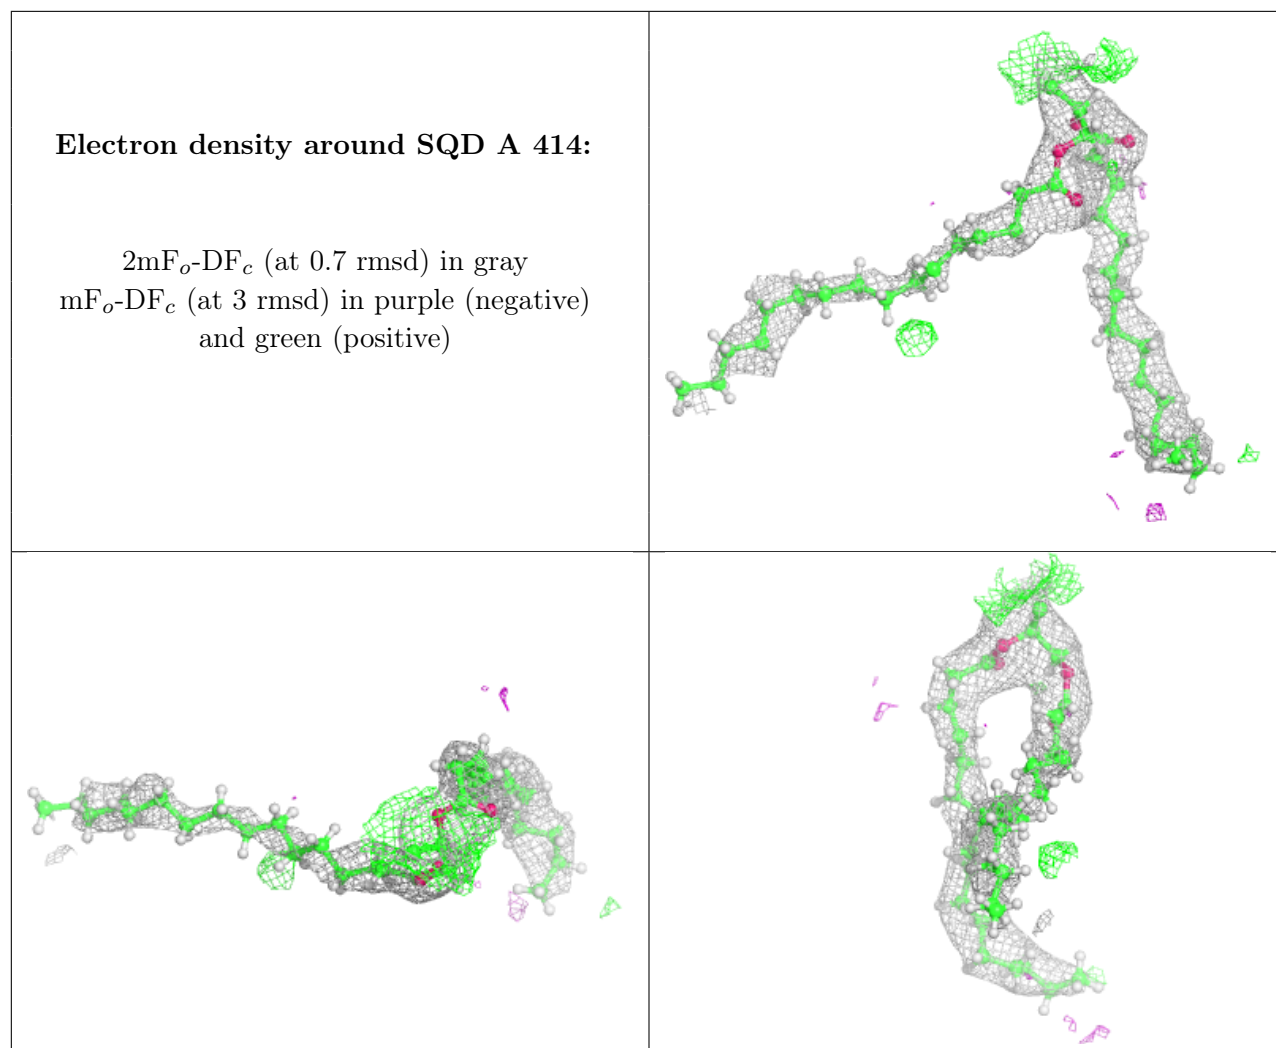 Electron density around SQD A 414:
2mFo-DFc (at 0.7 rmsd) in gray
mFo-DFc (at 3 rmsd) in purple (negative)
and green (positive)